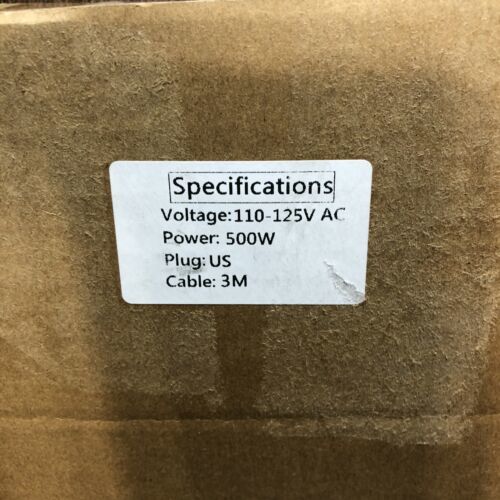 Specifications
Voltage:110-125V AC
Power: 500W
Plug: US
Cable: 3M